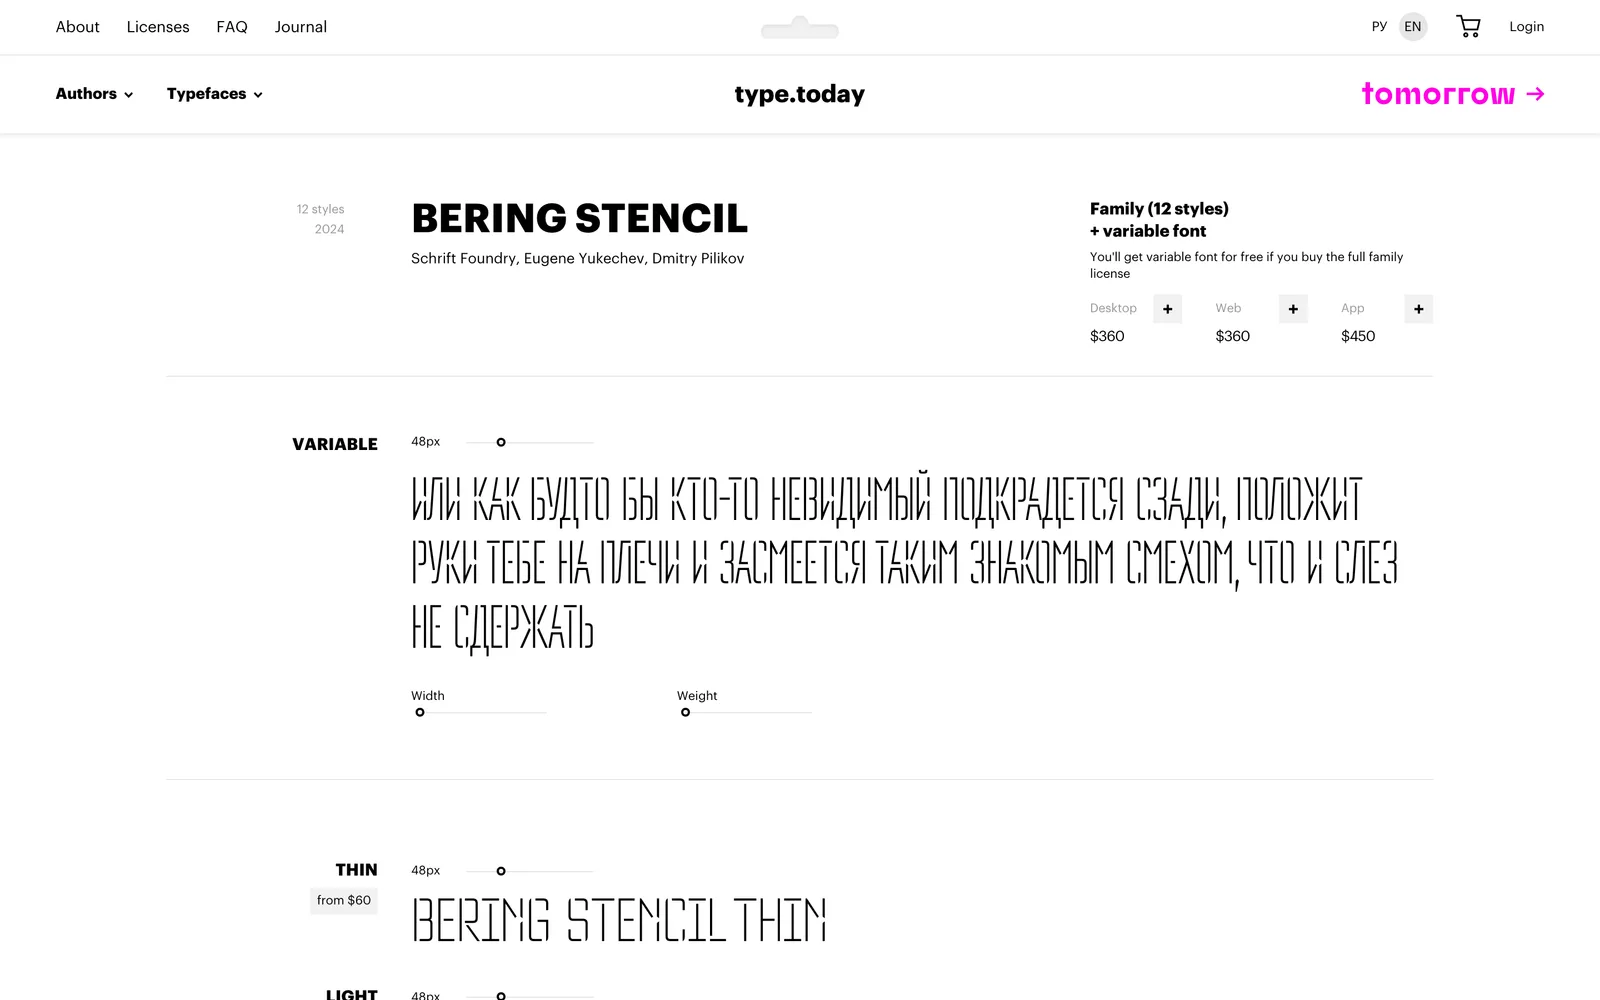 About Licenses FAQ Journal
РУ EN Login
Authors Typefaces
type.today
tomorrow →
12 styles
2024
BERING STENCIL
Schrift Foundry, Eugene Yukechev, Dmitry Pilikov
Family (12 styles)
+ variable font
You'll get variable font for free if you buy the full family
license
Desktop + Web + App +
$360 $360 $450
VARIABLE
48px
ИЛИ КАК БУДТО БЫ КТО-ТО НЕВИДИМЫЙ ПОДКРАДЕТСЯ СЗАДИ, ПОЛОЖИТ
РУКИ ТЕБЕ НА ПЛЕЧИ И ЗАСМЕЕТСЯ ТАКИМ ЗНАКОМЫМ СМЕХОМ, ЧТО И СЛЕЗ
НЕ СДЕРЖАТЬ
Width Weight
THIN
from $60
48px
BERING STENCIL THIN
LIGHT
48px